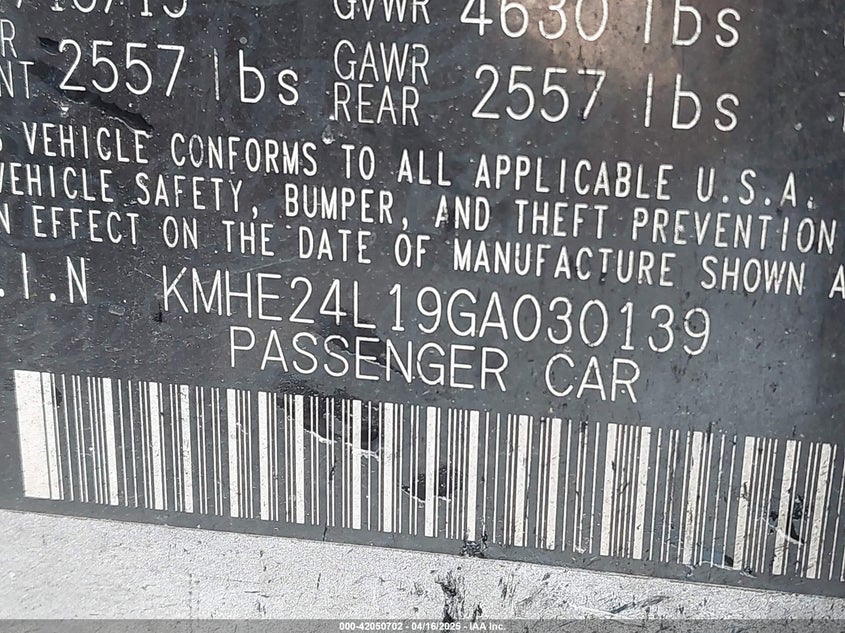 GVWR 4630 lbs
2557 lbs GAWR REAR 2557 lbs
VEHICLE CONFORMS TO ALL APPLICABLE U.S.A.
VEHICLE SAFETY, BUMPER, AND THEFT PREVENTION
N EFFECT ON THE DATE OF MANUFACTURE SHOWN A
.I.N KMHE24L19GA030139
PASSENGER CAR
000-42050702 - 04/16/2025 - IAA Inc.